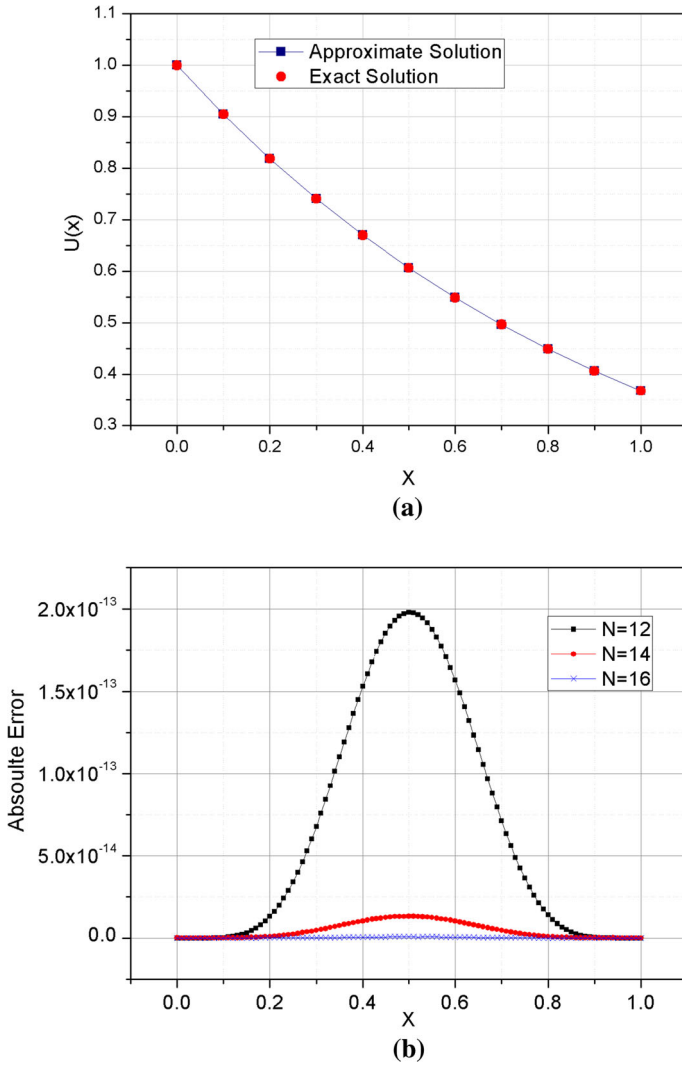 1.1
1.0
0.9
0.8
0.7
0.6
0.5
0.4
0.3
U(x)
Approximate Solution
Exact Solution
0.0 0.2 0.4 0.6 0.8 1.0
X
(a)
2.0x10⁻¹³
1.5x10⁻¹³
1.0x10⁻¹³
5.0x10⁻¹⁴
0.0
Absoulte Error
N=12
N=14
N=16
0.0 0.2 0.4 0.6 0.8 1.0
X
(b)